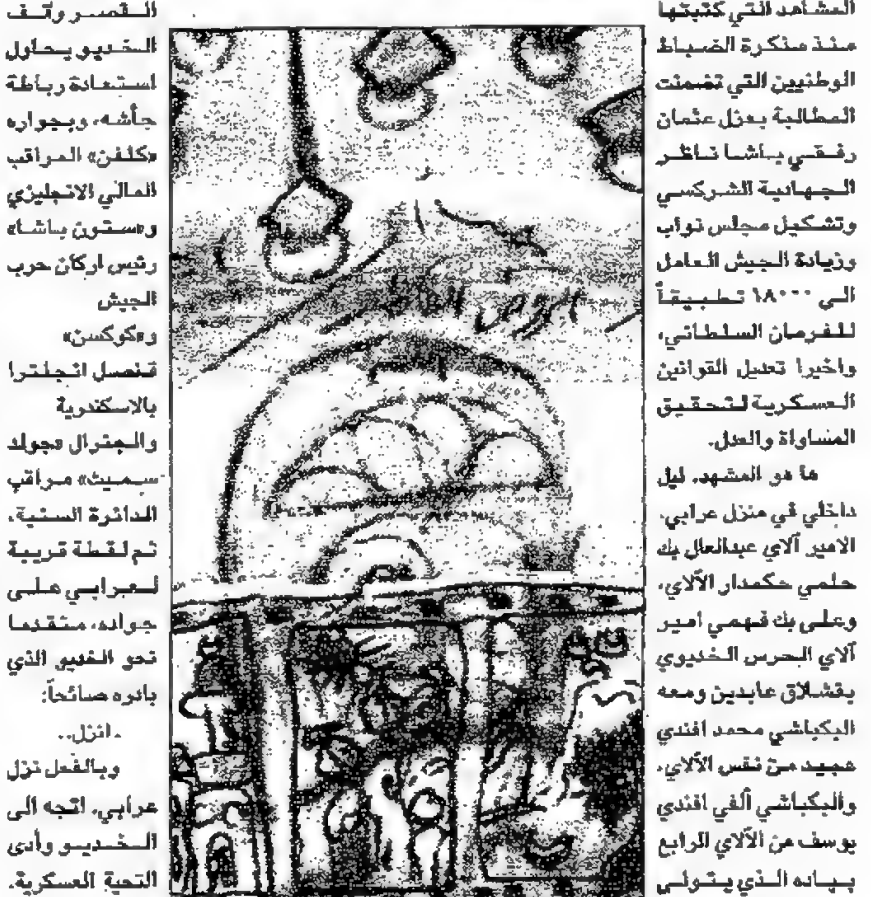 المشاهد التي كتبتها
منذ مذكرة الضباط
الوطنيين التي تضمنت
المطالبة بعزل عثمان
رفقي باشا ناظر
الجهادية الشركسي
وتشكيل مجلس نواب
وزيادة الجيش العامل
الى ١٨٠٠٠ تطبيقاً
للفرمان السلطاني،
واخيرا تعديل القوانين
العسكرية لتحقيق
المساواة والعدل.
ها هو المشهد. ليل
داخلي في منزل عرابي.
الامير آلاي عبدالعال بك
حلمي حكمدار الآلاي،
وعلي بك فهمي امير
آلاي الحرس الخديوي
بقشلاق عابدين ومعه
البكباشي محمد افندي
عبيد من نفس الآلاي،
والبكباشي ألفي افندي
يوسف من الآلاي الرابع
بيانه الذي يتولى
القصر وقف
الخديو يحاول
استعادة رباطة
جأشه، وبجواره
«كلفن» المراقب
المالي الانجليزي
و«ستون باشا»
رئيس اركان حرب
الجيش
و«كوكسن»
قنصل انجلترا
بالاسكندرية
والجنرال «جولد
سميث» مراقب
الدائرة السنية،
ثم لقطة قريبة
لعرابي على
جواده، متقدما
نحو الخديو الذي
بادره صائحاً:
. انزل..
وبالفعل نزل
عرابي. اتجه الى
الخديو وأدى
التحية العسكرية.